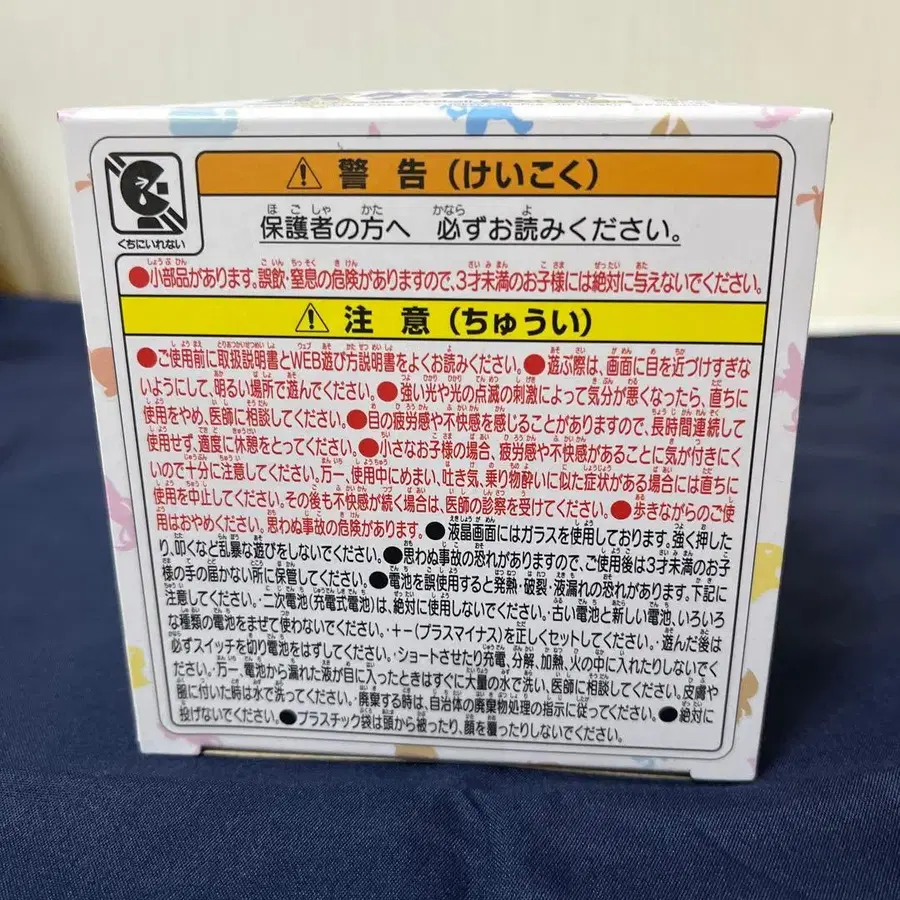 くちにいれない
⚠ 警告（けいこく）
保護者の方へ 必ずお読みください。
●小部品があります。誤飲・窒息の危険がありますので、3才未満のお子様には絶対に与えないでください。
⚠ 注意（ちゅうい）
●ご使用前に取扱説明書とWEB遊び方説明書をよくお読みください。●遊ぶ際は、画面に目を近づけすぎな
いようにして、明るい場所で遊んでください。●強い光や光の点滅の刺激によって気分が悪くなったら、直ちに
使用をやめ、医師に相談してください。●目の疲労感や不快感を感じることがありますので、長時間連続して
使用せず、適度に休憩をとってください。●小さなお子様の場合、疲労感や不快感があることに気が付きにく
いので十分に注意してください。万一、使用中にめまい、吐き気、乗り物酔いに似た症状がある場合には直ちに
使用を中止してください。その後も不快感が続く場合は、医師の診察を受けてください。●歩きながらのご使
用はおやめください。思わぬ事故の危険があります。●液晶画面にはガラスを使用しております。強く押した
り、叩くなど乱暴な遊びをしないでください。●思わぬ事故の恐れがありますので、ご使用後は3才未満のお子
様の手の届かない所に保管してください。●電池を誤使用すると発熱・破裂・液漏れの恐れがあります。下記に
注意してください。・二次電池(充電式電池)は、絶対に使用しないでください。・古い電池と新しい電池、いろいろ
な種類の電池をまぜて使わないでください。・+－(プラスマイナス)を正しくセットしてください。・遊んだ後は
必ずスイッチを切り電池をはずしてください。・ショートさせたり充電、分解、加熱、火の中に入れたりしないでく
ださい。・万一、電池から漏れた液が目に入ったときはすぐに大量の水で洗い、医師に相談してください。皮膚や
服に付いた時は水で洗ってください。・廃棄する時は、自治体の廃棄物処理の指示に従ってください。●絶対に
投げないでください。●プラスチック袋は頭から被ったり、顔を覆ったりしないでください。